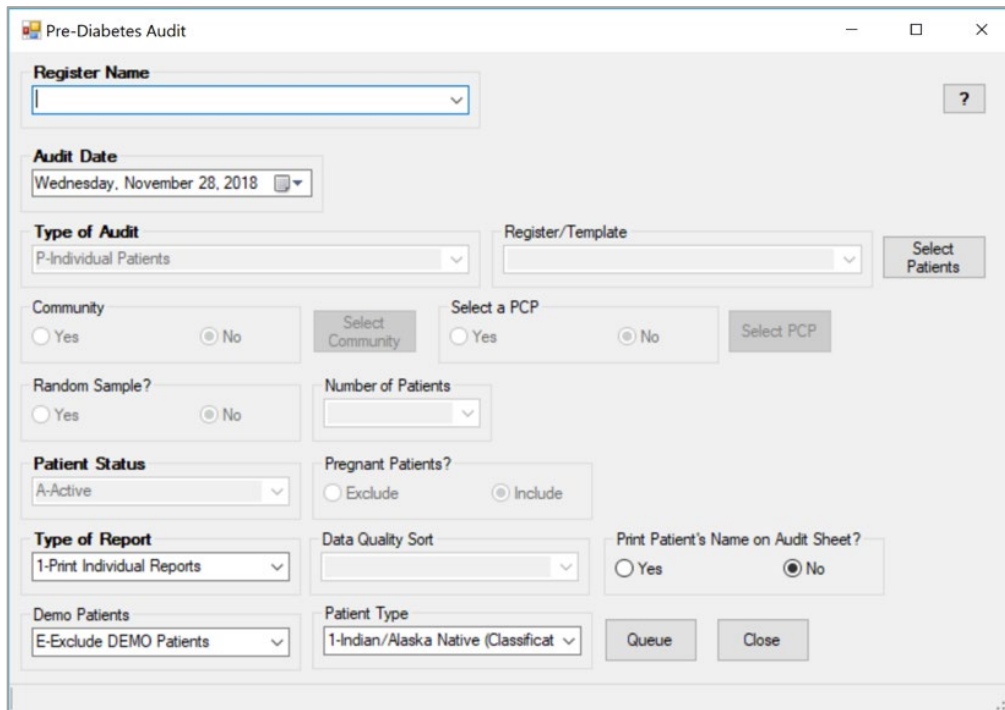 Pre-Diabetes Audit
Register Name
?
Audit Date
Wednesday, November 28, 2018
Type of Audit
Register/Template
P-Individual Patients
Select
Patients
Community
Select a PCP
Yes
No
Select
Community
Yes
No
Select PCP
Random Sample?
Number of Patients
Yes
No
Patient Status
Pregnant Patients?
A-Active
Exclude
Include
Type of Report
Data Quality Sort
Print Patient's Name on Audit Sheet?
1-Print Individual Reports
Yes
No
Demo Patients
Patient Type
E-Exclude DEMO Patients
1-Indian/Alaska Native (Classificat
Queue
Close